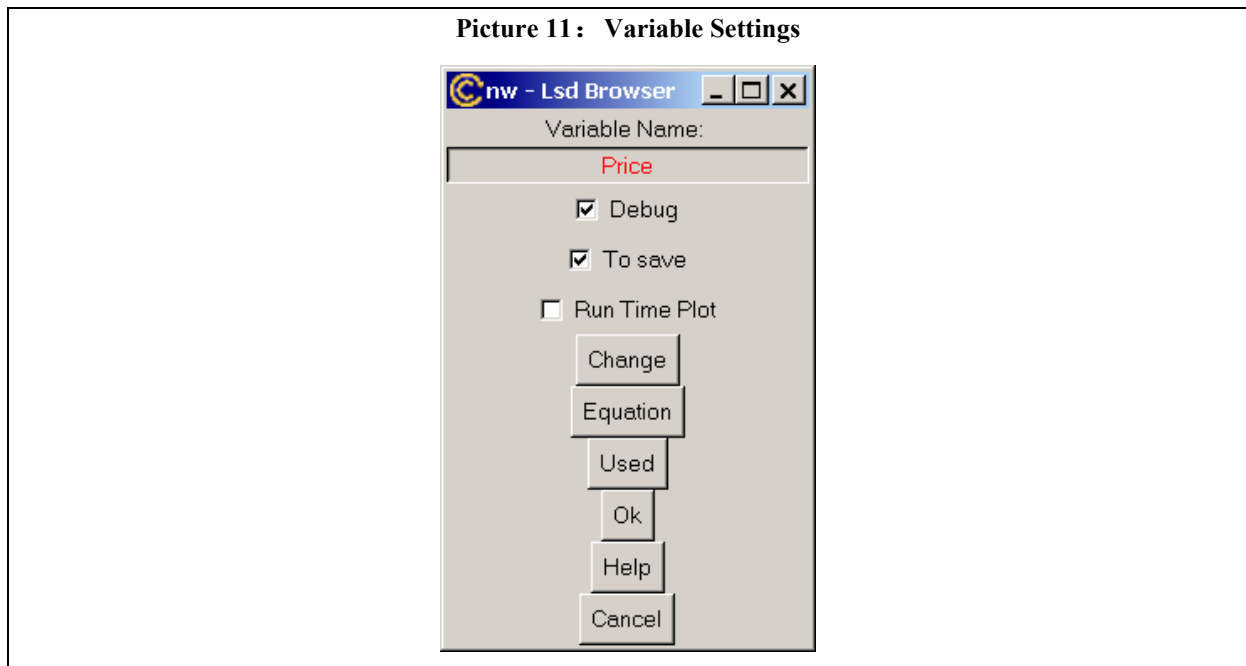 Picture 11： Variable Settings
nw - Lsd Browser
Variable Name:
Price
Debug
To save
Run Time Plot
Change
Equation
Used
Ok
Help
Cancel